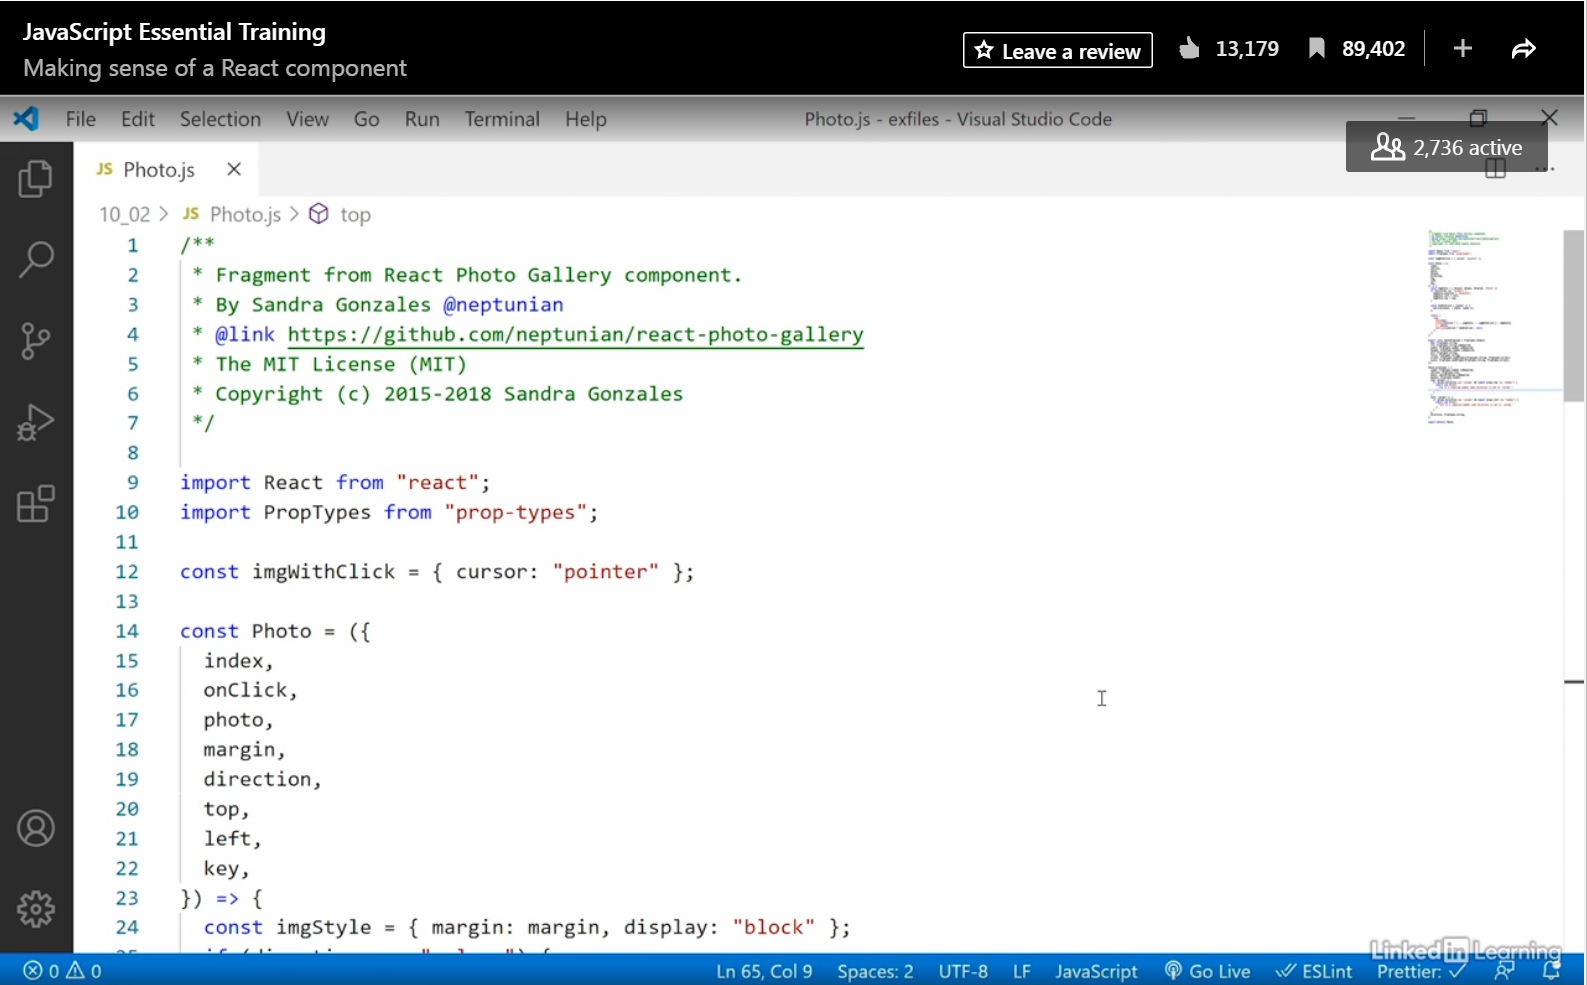 JavaScript Essential Training
Making sense of a React component
Leave a review 13,179 89,402
File Edit Selection View Go Run Terminal Help Photo.js - exfiles - Visual Studio Code
2,736 active
JS Photo.js
10_02 > JS Photo.js > top
1 /**
2 * Fragment from React Photo Gallery component.
3 * By Sandra Gonzales @neptunian
4 * @link https://github.com/neptunian/react-photo-gallery
5 * The MIT License (MIT)
6 * Copyright (c) 2015-2018 Sandra Gonzales
7 */
8
9 import React from "react";
10 import PropTypes from "prop-types";
11
12 const imgWithClick = { cursor: "pointer" };
13
14 const Photo = ({
15 index,
16 onClick,
17 photo,
18 margin,
19 direction,
20 top,
21 left,
22 key,
23 }) => {
24 const imgStyle = { margin: margin, display: "block" };
LinkedIn Learning
0 0 Ln 65, Col 9 Spaces: 2 UTF-8 LF JavaScript Go Live ESLint Prettier: